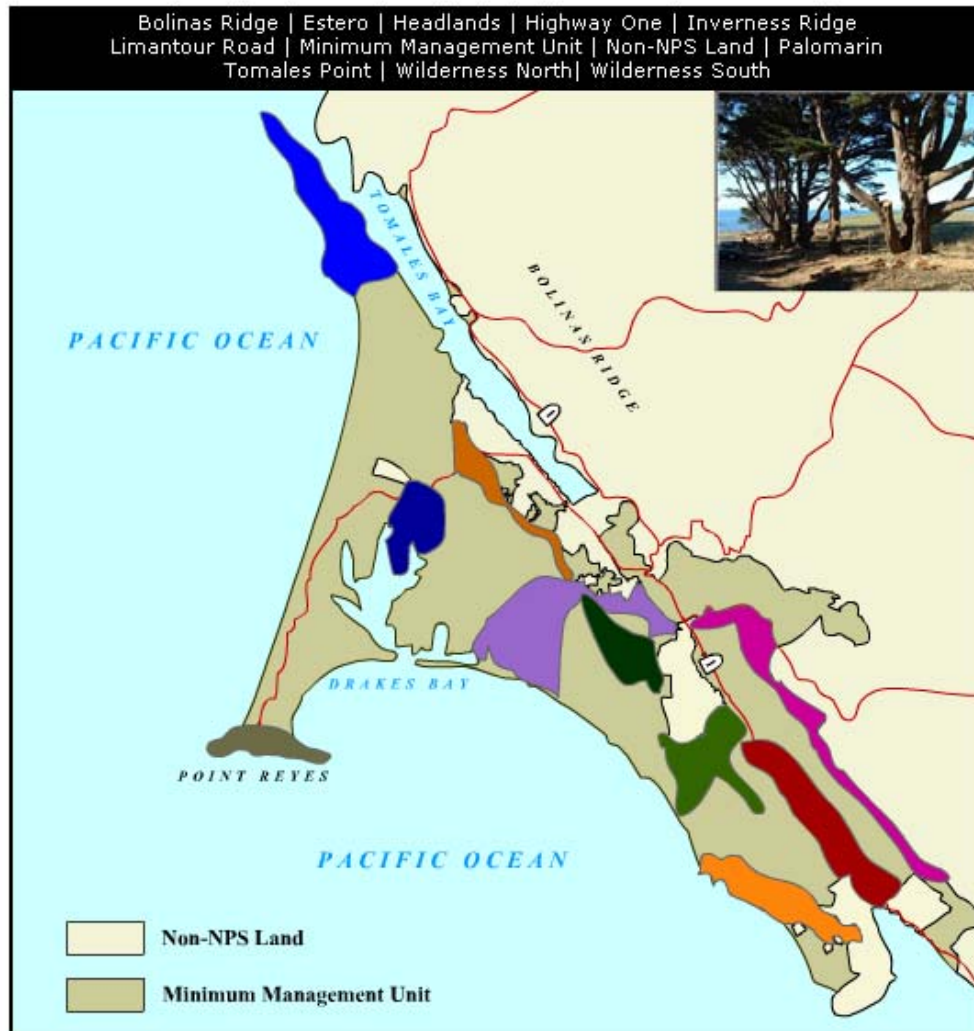 Bolinas Ridge | Estero | Headlands | Highway One | Inverness Ridge
Limantour Road | Minimum Management Unit | Non-NPS Land | Palomarin
Tomales Point | Wilderness North| Wilderness South
TOMALES BAY
BOLINAS RIDGE
PACIFIC OCEAN
1
1
DRAKES BAY
POINT REYES
PACIFIC OCEAN
Non-NPS Land
Minimum Management Unit